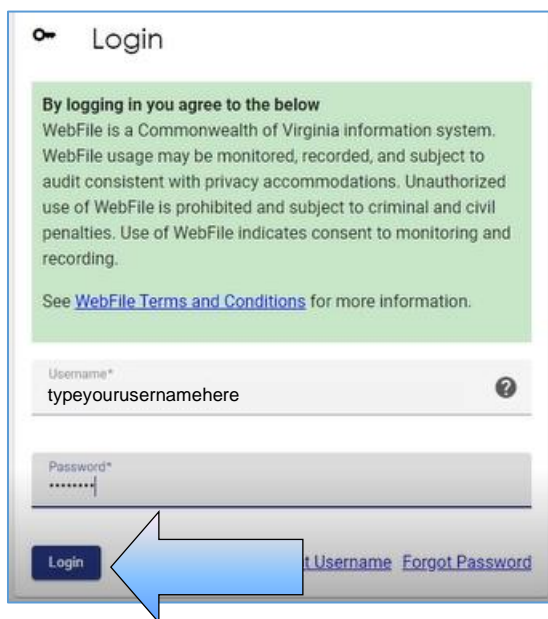 Login
By logging in you agree to the below
WebFile is a Commonwealth of Virginia information system.
WebFile usage may be monitored, recorded, and subject to
audit consistent with privacy accommodations. Unauthorized
use of WebFile is prohibited and subject to criminal and civil
penalties. Use of WebFile indicates consent to monitoring and
recording.
See WebFile Terms and Conditions for more information.
Username*
typeyourusernamehere
Password*
••••••••
Login
Username Forgot Password